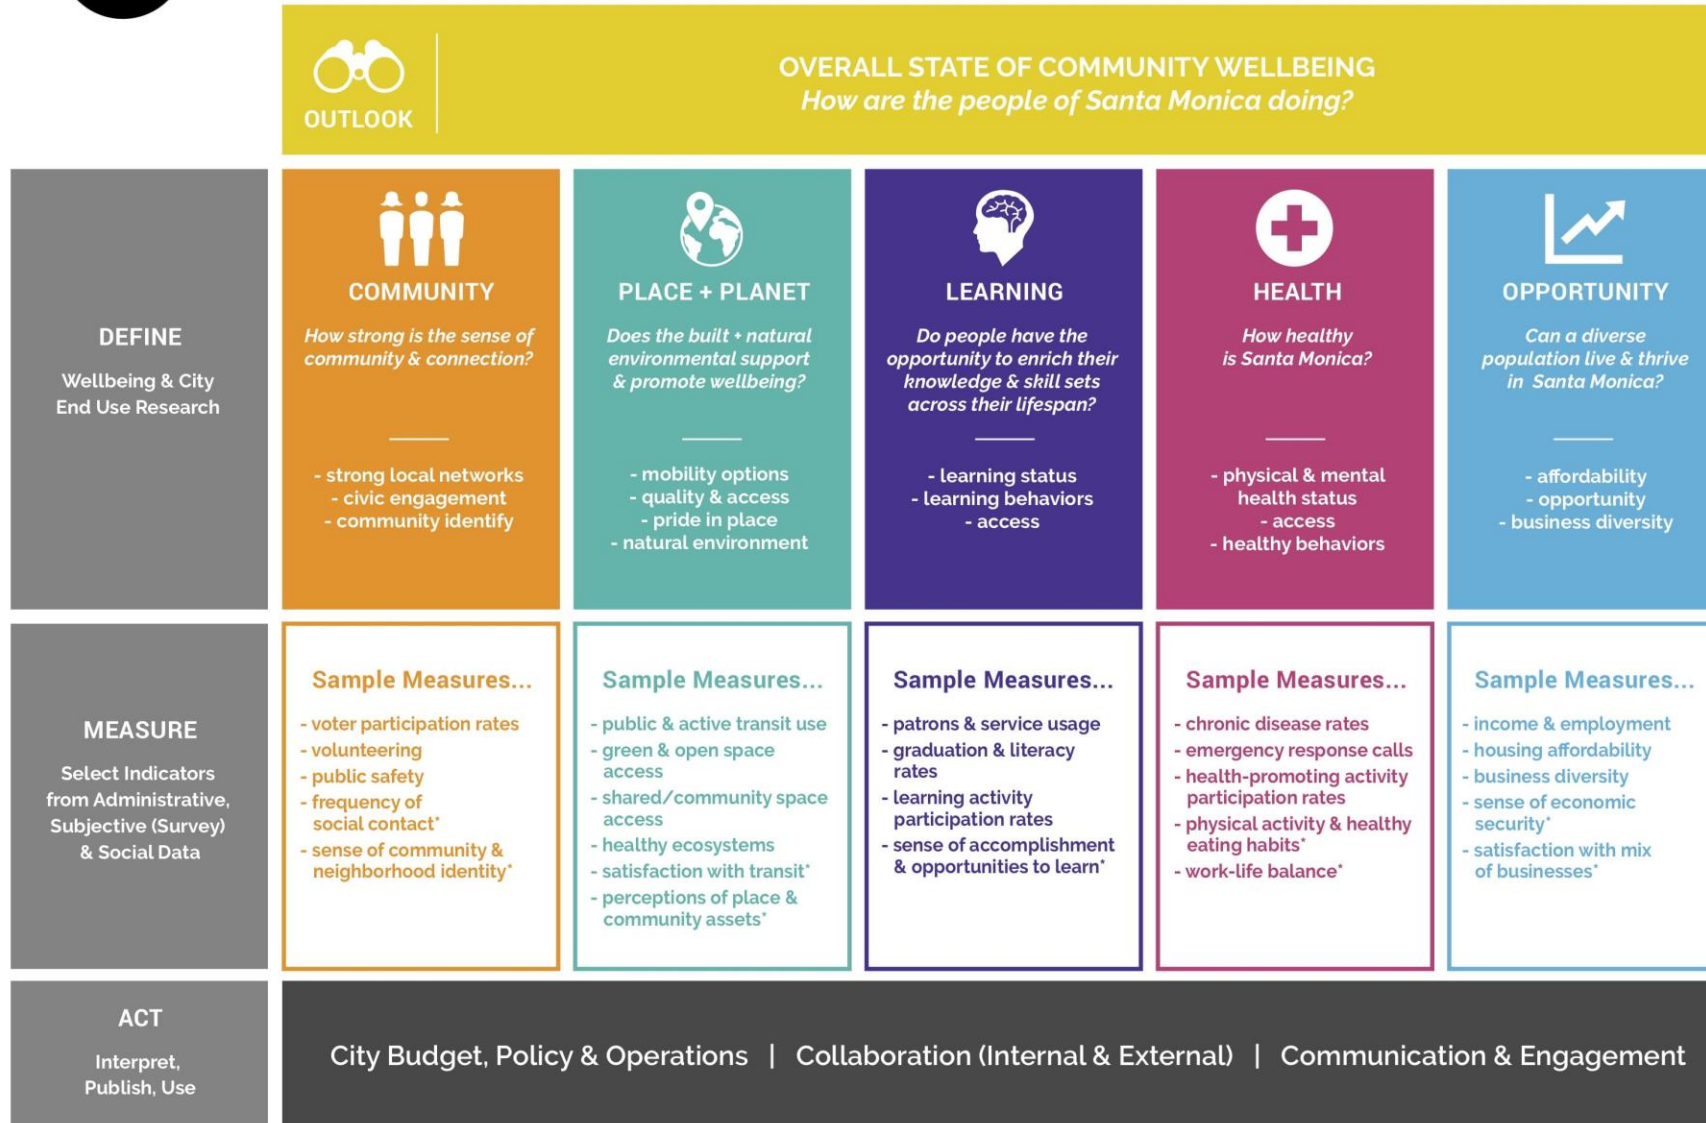 OUTLOOK
OVERALL STATE OF COMMUNITY WELLBEING
How are the people of Santa Monica doing?
DEFINE
Wellbeing & City
End Use Research
COMMUNITY
How strong is the sense of
community & connection?
- strong local networks
- civic engagement
- community identify
PLACE + PLANET
Does the built + natural
environmental support
& promote wellbeing?
- mobility options
- quality & access
- pride in place
- natural environment
LEARNING
Do people have the
opportunity to enrich their
knowledge & skill sets
across their lifespan?
- learning status
- learning behaviors
- access
HEALTH
How healthy
is Santa Monica?
- physical & mental
health status
- access
- healthy behaviors
OPPORTUNITY
Can a diverse
population live & thrive
in Santa Monica?
- affordability
- opportunity
- business diversity
MEASURE
Select Indicators
from Administrative,
Subjective (Survey)
& Social Data
Sample Measures...
- voter participation rates
- volunteering
- public safety
- frequency of
social contact*
- sense of community &
neighborhood identity*
Sample Measures...
- public & active transit use
- green & open space
access
- shared/community space
access
- healthy ecosystems
- satisfaction with transit*
- perceptions of place &
community assets*
Sample Measures...
- patrons & service usage
- graduation & literacy
rates
- learning activity
participation rates
- sense of accomplishment
& opportunities to learn*
Sample Measures...
- chronic disease rates
- emergency response calls
- health-promoting activity
participation rates
- physical activity & healthy
eating habits*
- work-life balance*
Sample Measures...
- income & employment
- housing affordability
- business diversity
- sense of economic
security*
- satisfaction with mix
of businesses*
ACT
Interpret,
Publish, Use
City Budget, Policy & Operations | Collaboration (Internal & External) | Communication & Engagement